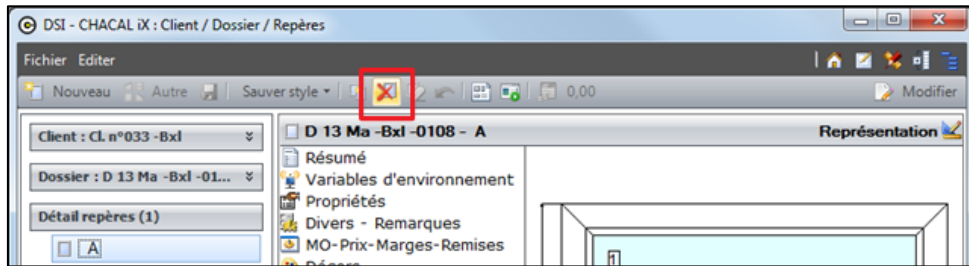 DSI - CHACAL iX : Client / Dossier / Repères
Fichier Editer
Nouveau Autre Sauver style 0,00 Modifier
Client : Cl. n°033 -Bxl
Dossier : D 13 Ma -Bxl -01...
Détail repères (1)
A
D 13 Ma -Bxl -0108 - A Représentation
Résumé
Variables d'environnement
Propriétés
Divers - Remarques
MO-Prix-Marges-Remises
Décors
1